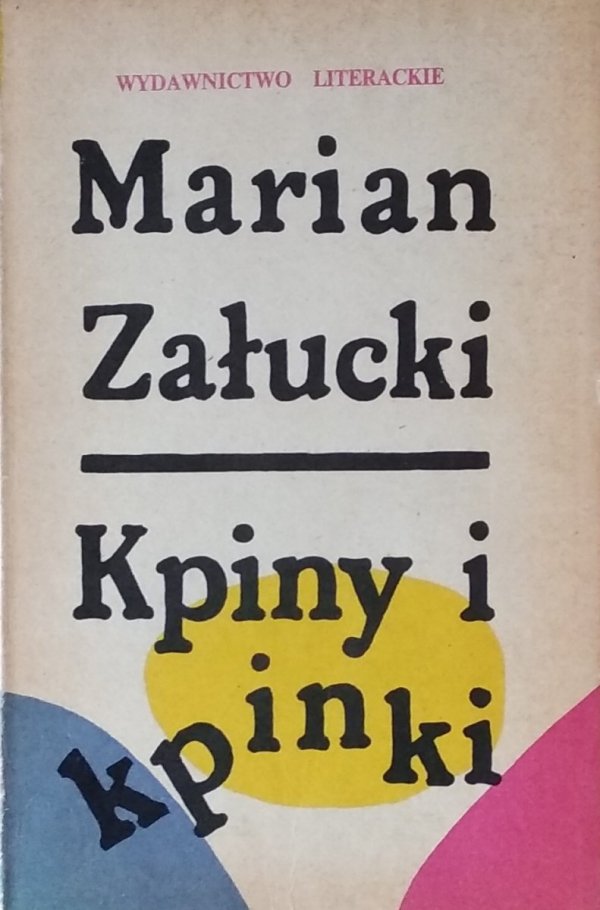 WYDAWNICTWO LITERACKIE
Marian
Załucki
Kpiny i
kpinki